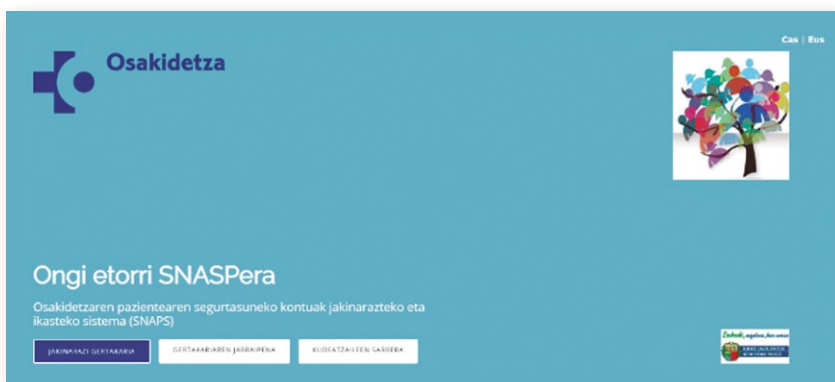 Cas | Eus
Osakidetza
Ongi etorri SNASPera
Osakidetzaren pazientearen segurtasuneko kontuak jakinarazteko eta
ikasteko sistema (SNAPS)
JAKINARAZI GERTAKARIA
GERTAKARIAREN JARRAIPENA
KUDEATZAILEEN SARRERA